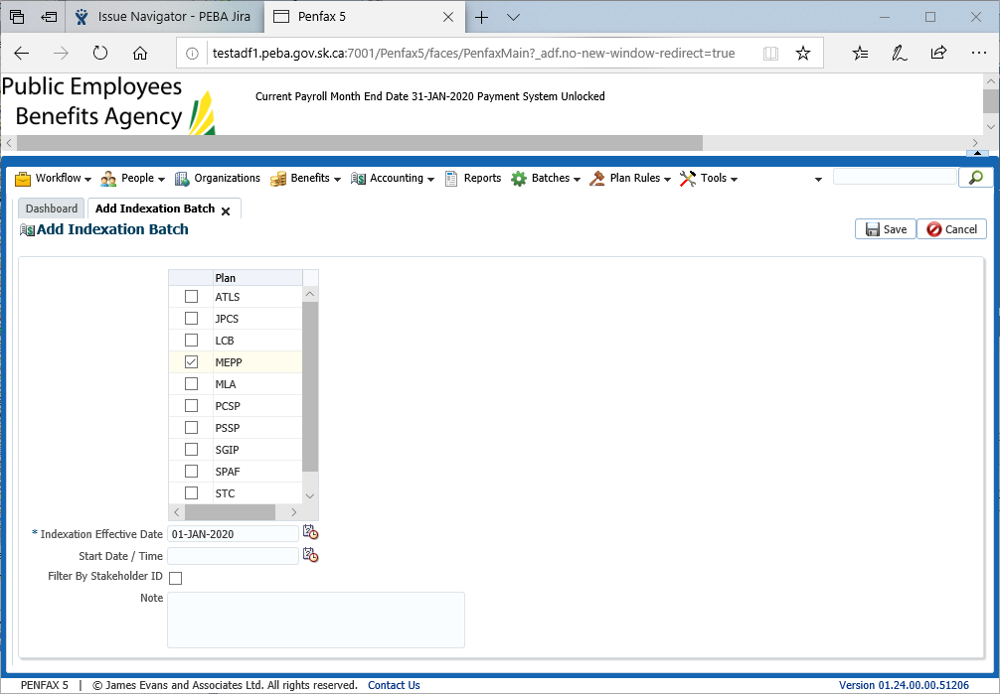 Issue Navigator - PEBA Jira
Penfax 5
testadf1.peba.gov.sk.ca:7001/Penfax5/faces/PenfaxMain?_adf.no-new-window-redirect=true
Public Employees
Benefits Agency
Current Payroll Month End Date 31-JAN-2020 Payment System Unlocked
Workflow People Organizations Benefits Accounting Reports Batches Plan Rules Tools
Dashboard Add Indexation Batch
Add Indexation Batch
Save Cancel
Plan
ATLS
JPCS
LCB
MEPP
MLA
PCSP
PSSP
SGIP
SPAF
STC
* Indexation Effective Date 01-JAN-2020
Start Date / Time
Filter By Stakeholder ID
Note
PENFAX 5 | © James Evans and Associates Ltd. All rights reserved. Contact Us Version 01.24.00.00.51206